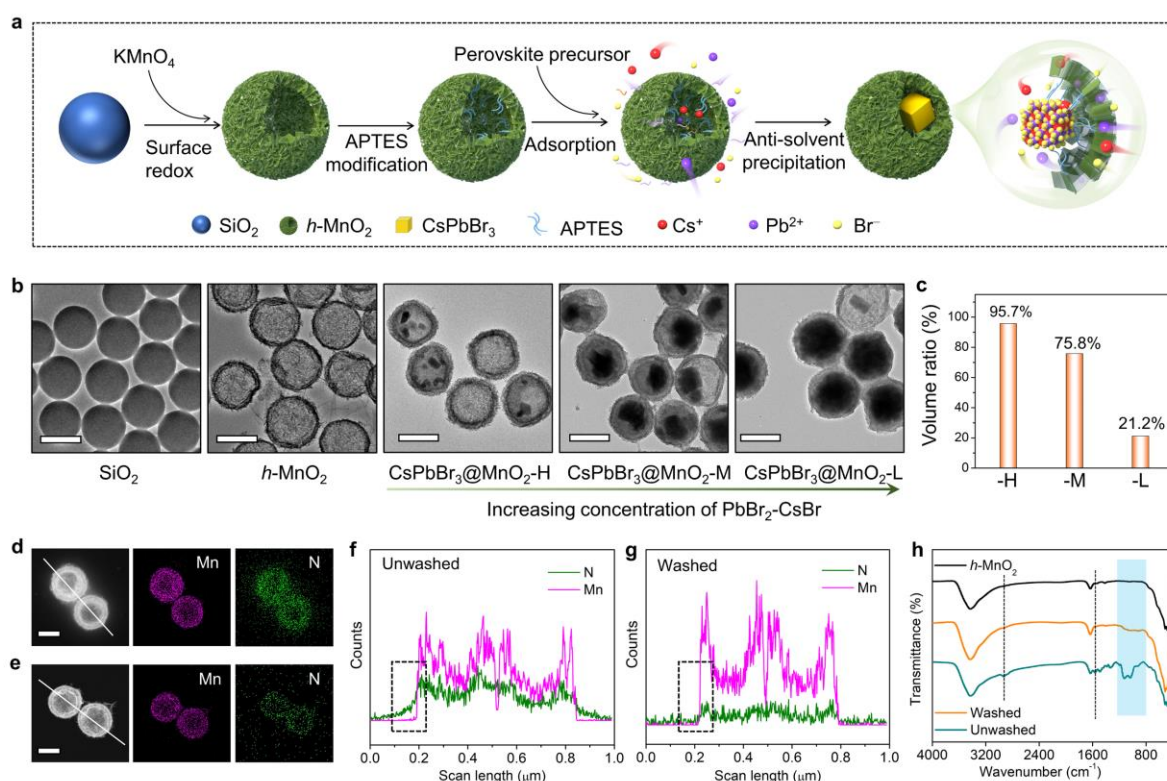 a
KMnO₄
Surface
redox
APTES
modification
Perovskite precursor
Adsorption
Anti-solvent
precipitation
SiO₂
h-MnO₂
CsPbBr₃
APTES
Cs⁺
Pb²⁺
Br⁻
b
SiO₂
h-MnO₂
CsPbBr₃@MnO₂-H
CsPbBr₃@MnO₂-M
CsPbBr₃@MnO₂-L
Increasing concentration of PbBr₂-CsBr
c
Volume ratio (%)
100
80
60
40
20
0
95.7%
75.8%
21.2%
-H
-M
-L
d
Mn
N
e
Mn
N
f
Unwashed
N
Mn
Counts
0.0 0.2 0.4 0.6 0.8 1.0
Scan length (μm)
g
Washed
N
Mn
Counts
0.0 0.2 0.4 0.6 0.8 1.0
Scan length (μm)
h
h-MnO₂
Washed
Unwashed
Transmittance (%)
4000 2400 1600 800
Wavenumber (cm⁻¹)